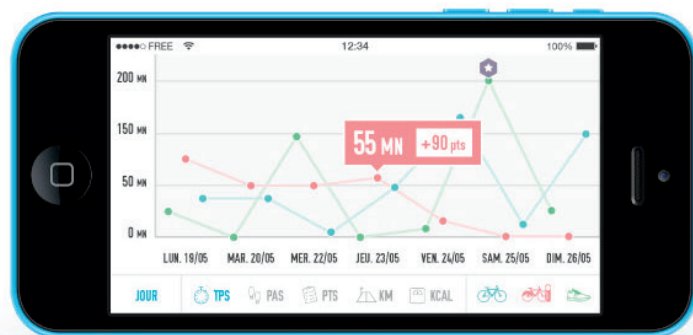 FREE 12:34 100%
200 MN
150 MN
55 MN +90 pts
50 MN
0 MN
LUN. 19/05 MAR. 20/05 MER. 22/05 JEU. 23/05 VEN. 24/05 SAM. 25/05 DIM. 26/05
JOUR TPS PAS PTS KM KCAL